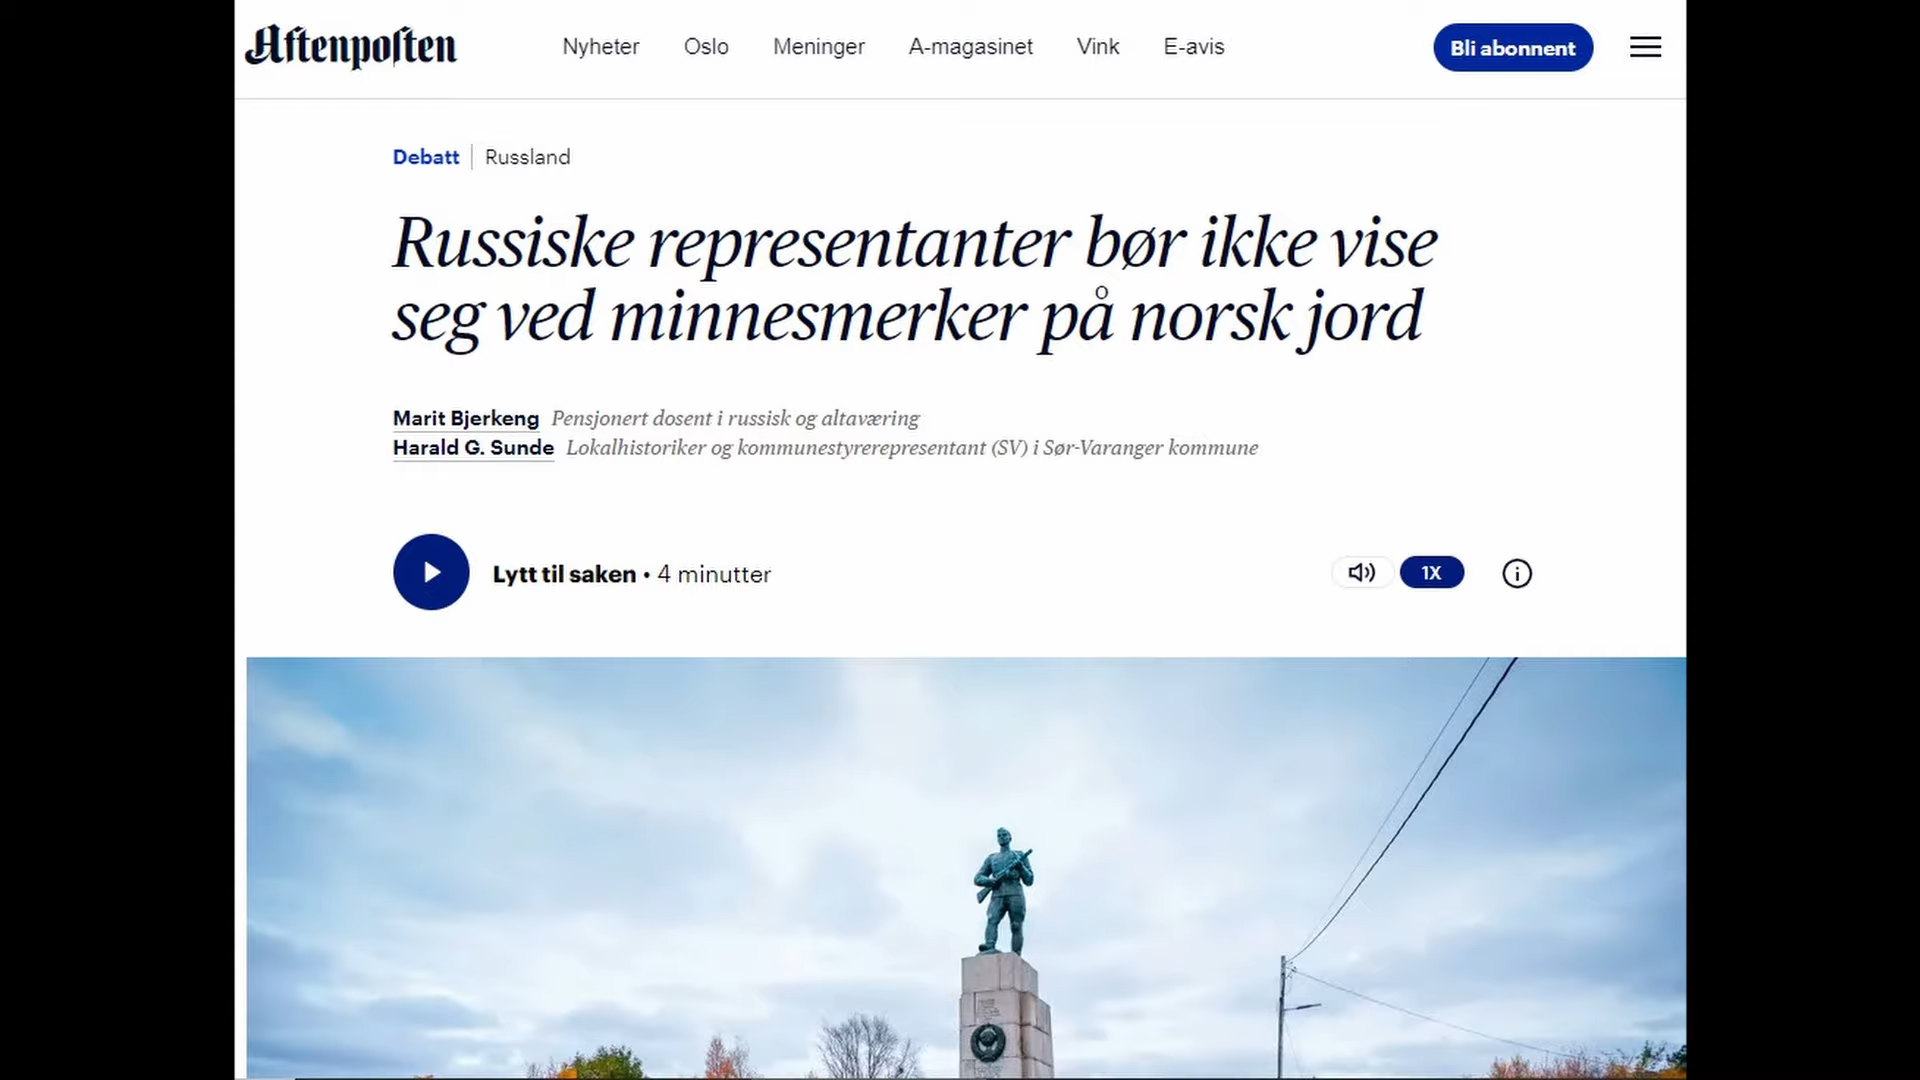 Aftenposten
Nyheter Oslo Meninger A-magasinet Vink E-avis
Bli abonnent
Debatt Russland
Russiske representanter bør ikke vise
seg ved minnesmerker på norsk jord
Marit Bjerkeng Pensjonert dosent i russisk og altaværing
Harald G. Sunde Lokalhistoriker og kommunestyrerepresentant (SV) i Sør-Varanger kommune
Lytt til saken • 4 minutter
1X